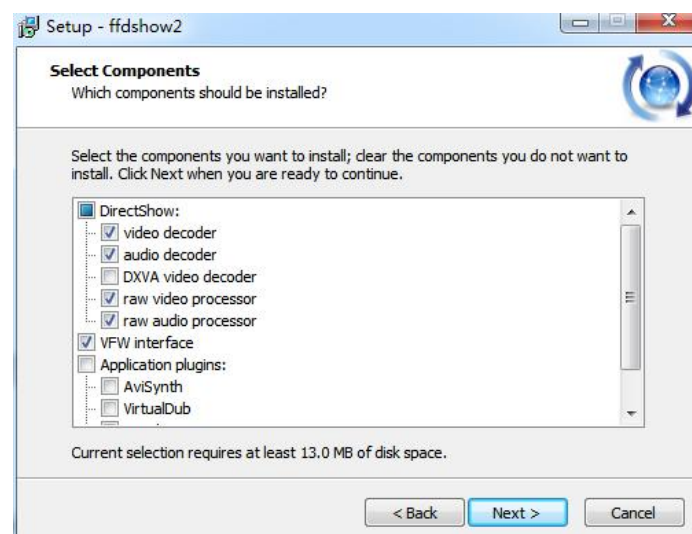 Setup - ffdshow2
Select Components
Which components should be installed?
Select the components you want to install; clear the components you do not want to
install. Click Next when you are ready to continue.
DirectShow:
video decoder
audio decoder
DXVA video decoder
raw video processor
raw audio processor
VFW interface
Application plugins:
AviSynth
VirtualDub
Current selection requires at least 13.0 MB of disk space.
< Back
Next >
Cancel